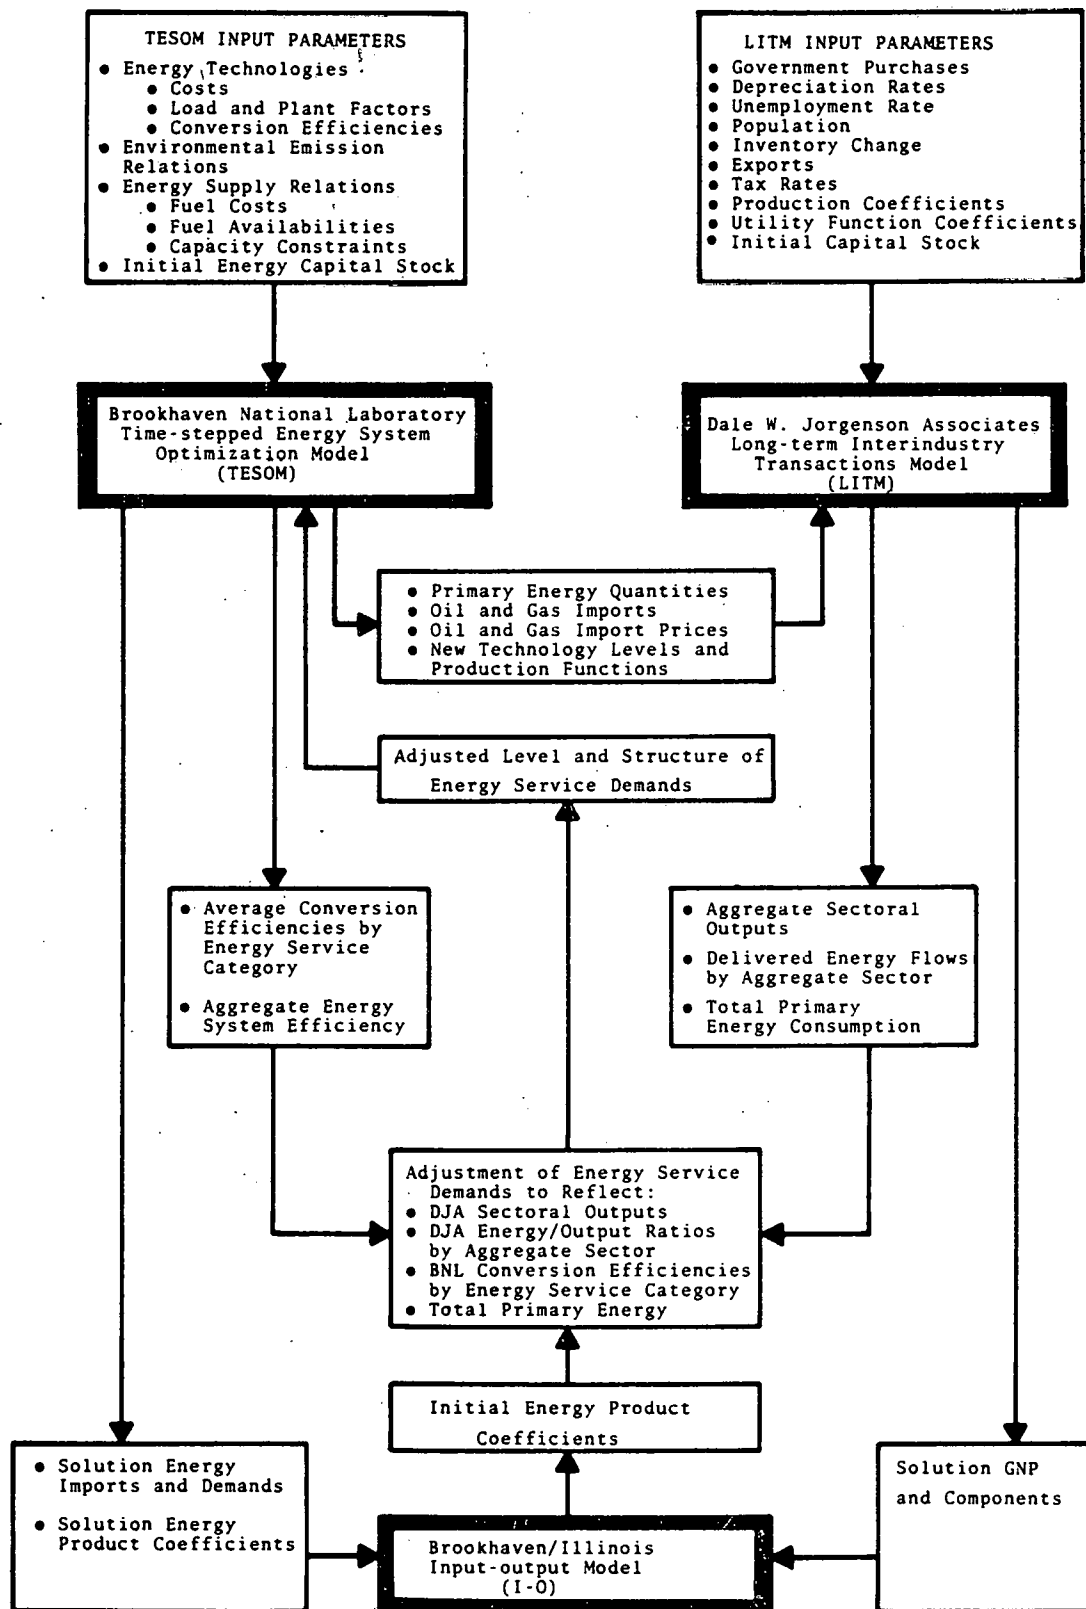 TESOM INPUT PARAMETERS
• Energy Technologies
• Costs
• Load and Plant Factors
• Conversion Efficiencies
• Environmental Emission
Relations
• Energy Supply Relations
• Fuel Costs
• Fuel Availabilities
• Capacity Constraints
• Initial Energy Capital Stock
LITM INPUT PARAMETERS
• Government Purchases
• Depreciation Rates
• Unemployment Rate
• Population
• Inventory Change
• Exports
• Tax Rates
• Production Coefficients
• Utility Function Coefficients
• Initial Capital Stock
Brookhaven National Laboratory
Time-stepped Energy System
Optimization Model
(TESOM)
Dale W. Jorgenson Associates
Long-term Interindustry
Transactions Model
(LITM)
• Primary Energy Quantities
• Oil and Gas Imports
• Oil and Gas Import Prices
• New Technology Levels and
Production Functions
Adjusted Level and Structure of
Energy Service Demands
• Average Conversion
Efficiencies by
Energy Service
Category
• Aggregate Energy
System Efficiency
• Aggregate Sectoral
Outputs
• Delivered Energy Flows
by Aggregate Sector
• Total Primary
Energy Consumption
Adjustment of Energy Service
Demands to Reflect:
• DJA Sectoral Outputs
• DJA Energy/Output Ratios
by Aggregate Sector
• BNL Conversion Efficiencies
by Energy Service Category
• Total Primary Energy
Initial Energy Product
Coefficients
• Solution Energy
Imports and Demands
• Solution Energy
Product Coefficients
Brookhaven/Illinois
Input-output Model
(I-O)
Solution GNP
and Components